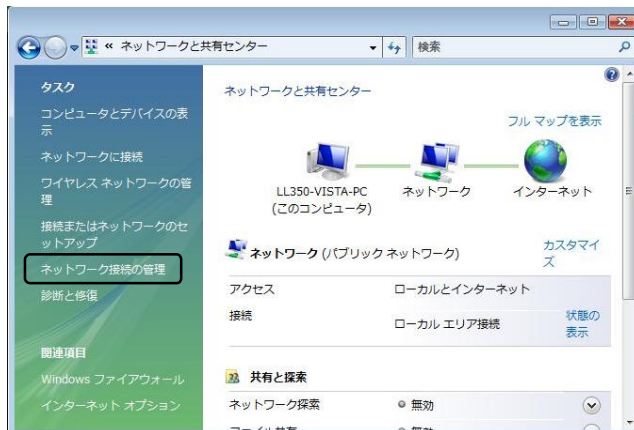 « ネットワークと共有センター
検索
タスク
コンピュータとデバイスの表
示
ネットワークに接続
ワイヤレス ネットワークの管
理
接続またはネットワークのセ
ットアップ
ネットワーク接続の管理
診断と修復
関連項目
Windows ファイアウォール
インターネット オプション
ネットワークと共有センター
フル マップを表示
LL350-VISTA-PC
(このコンピュータ)
ネットワーク
インターネット
ネットワーク (パブリック ネットワーク)
カスタマイ
ズ
アクセス
ローカルとインターネット
接続
ローカル エリア接続
状態の
表示
共有と探索
ネットワーク探索
無効